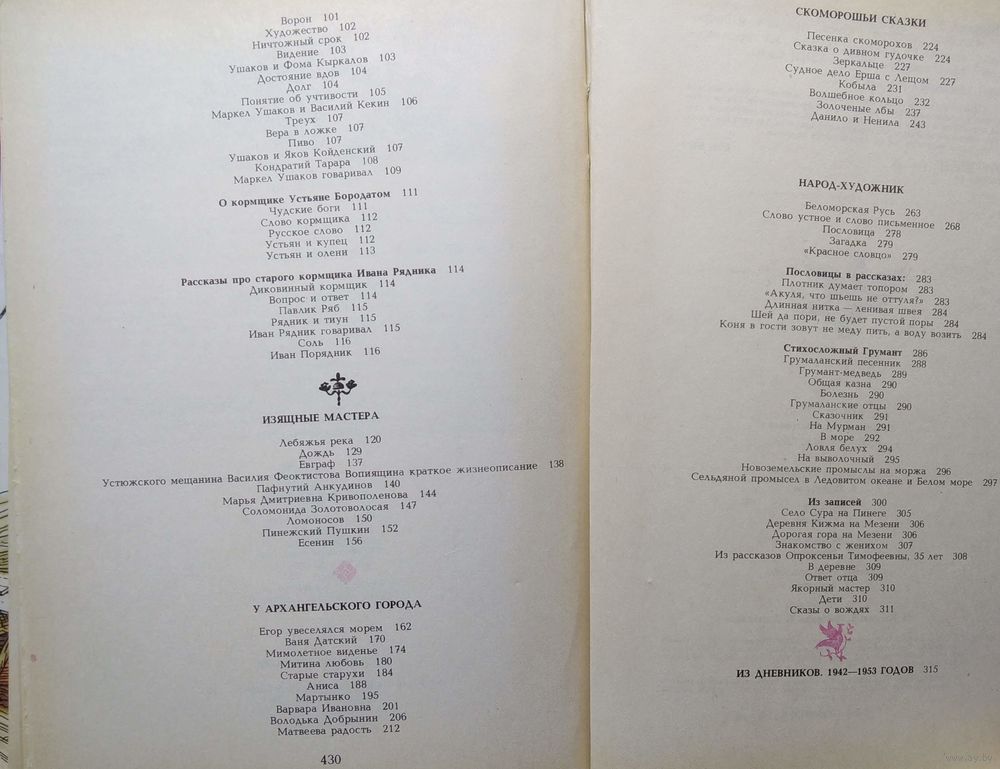 Ворон 101
Художество 102
Ничтожный срок 102
Видение 103
Ушаков и Фома Кыркалов 103
Достояние вдов 104
Долг 104
Понятие об учтивости 105
Маркел Ушаков и Василий Кекин 106
Треух 107
Вера в ложке 107
Пиво 107
Ушаков и Яков Койденский 107
Кондратий Тарара 108
Маркел Ушаков говаривал 109
О кормщике Устьяне Бородатом 111
Чудские боги 111
Слово кормщика 112
Русское слово 112
Устьян и купец 112
Устьян и олени 113
Рассказы про старого кормщика Ивана Рядника 114
Диковинный кормщик 114
Вопрос и ответ 114
Павлик Ряб 115
Рядник и тиун 115
Иван Рядник говаривал 115
Соль 116
Иван Порядник 116
ИЗЯЩНЫЕ МАСТЕРА
Лебяжья река 120
Дождь 129
Евграф 137
Устюжского мещанина Василия Феоктистова Вопиящина краткое жизнеописание 138
Пафнутий Анкудинов 140
Марья Дмитриевна Кривополенова 144
Соломонида Золотоволосая 147
Ломоносов 150
Пинежский Пушкин 152
Есенин 156
У АРХАНГЕЛЬСКОГО ГОРОДА
Егор увеселялся морем 162
Ваня Датский 170
Мимолетное виденье 174
Митина любовь 180
Старые старухи 184
Аниса 188
Мартынко 195
Варвара Ивановна 201
Володька Добрынин 206
Матвеева радость 212
430
СКОМОРОШЬИ СКАЗКИ
Песенка скоморохов 224
Сказка о дивном гудочке 224
Зеркальце 227
Судное дело Ерша с Лещом 227
Кобыла 231
Волшебное кольцо 232
Золоченые лбы 237
Данило и Ненила 243
НАРОД-ХУДОЖНИК
Беломорская Русь 263
Слово устное и слово письменное 268
Пословица 278
Загадка 279
«Красное словцо» 279
Пословицы в рассказах: 283
Плотник думает топором 283
«Акуля, что шьешь не оттуля?» 283
Длинная нитка — ленивая швея 284
Шей да пори, не будет пустой поры 284
Коня в гости зовут не меду пить, а воду возить 284
Стихосложный Грумант 286
Грумаланский песенник 288
Грумант-медведь 289
Общая казна 290
Болезнь 290
Грумаланские отцы 290
Сказочник 291
На Мурман 291
В море 292
Ловля белух 294
На выволочный 295
Новоземельские промыслы на моржа 296
Сельдяной промысел в Ледовитом океане и Белом море 297
Из записей 300
Село Сура на Пинеге 305
Деревня Кижма на Мезени 306
Дорогая гора на Мезени 306
Знакомство с женихом 307
Из рассказов Опроксеньи Тимофеевны, 35 лет 308
В деревне 309
Ответ отца 309
Якорный мастер 310
Дети 310
Сказы о вождях 311
ИЗ ДНЕВНИКОВ. 1942—1953 ГОДОВ 315
www.ay.by